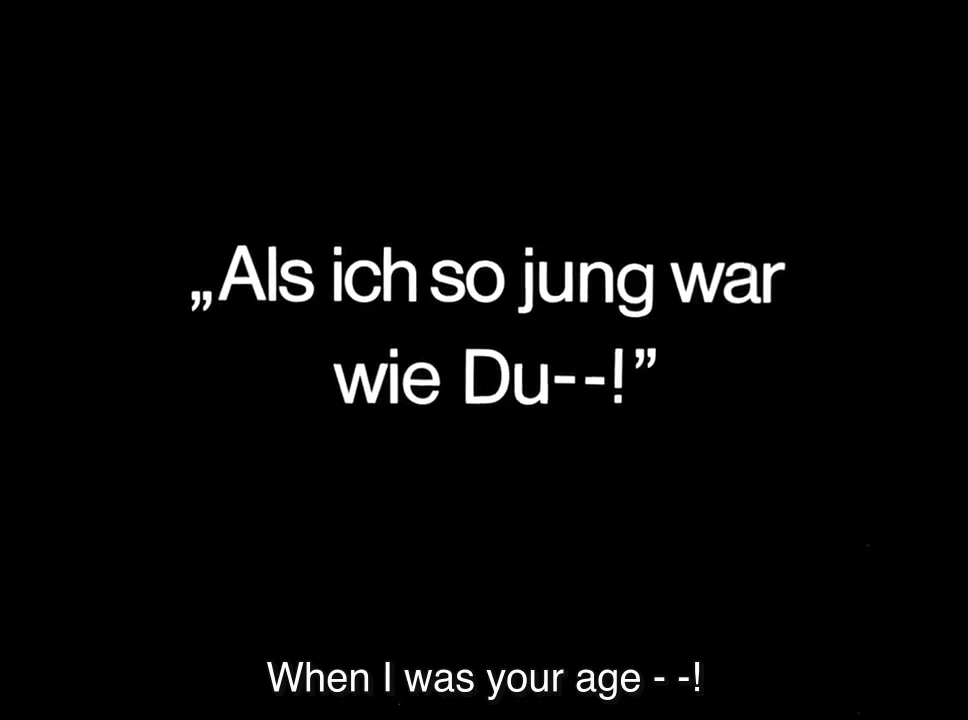 „Als ich so jung war
wie Du--!”
When I was your age - -!